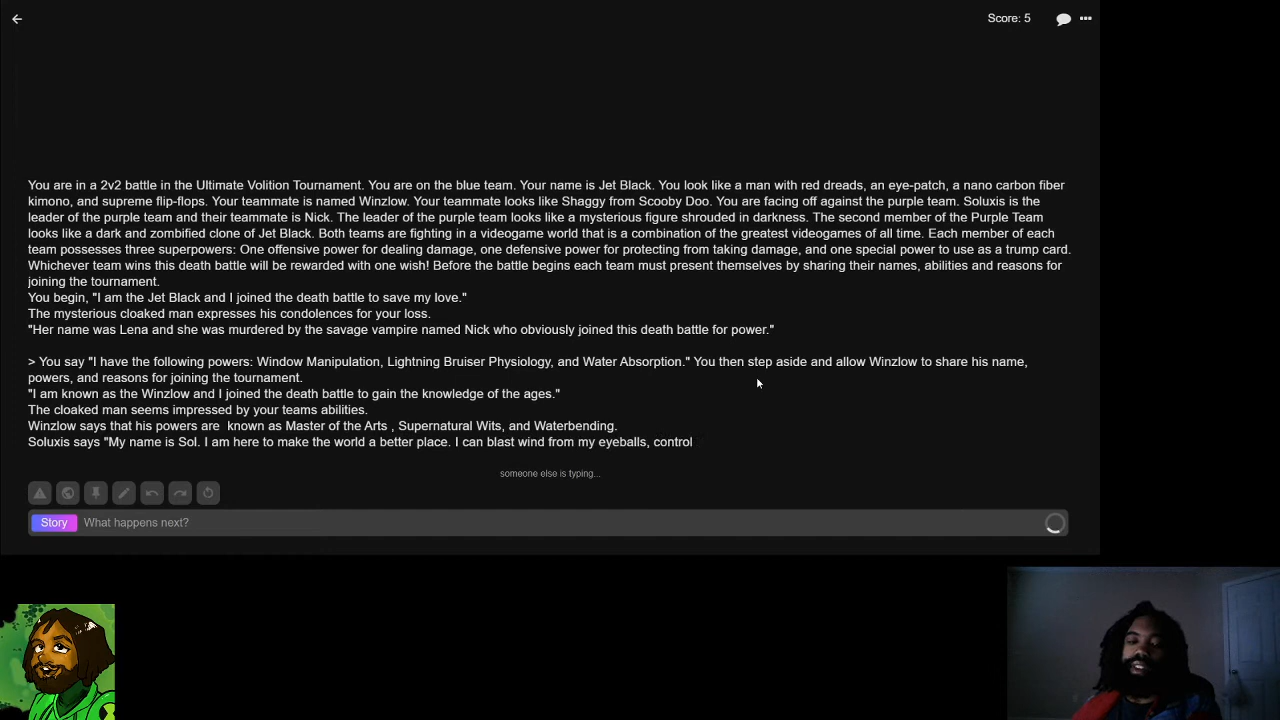 Score: 5
You are in a 2v2 battle in the Ultimate Volition Tournament. You are on the blue team. Your name is Jet Black. You look like a man with red dreads, an eye-patch, a nano carbon fiber
kimono, and supreme flip-flops. Your teammate is named Winzlow. Your teammate looks like Shaggy from Scooby Doo. You are facing off against the purple team. Soluxis is the
leader of the purple team and their teammate is Nick. The leader of the purple team looks like a mysterious figure shrouded in darkness. The second member of the Purple Team
looks like a dark and zombified clone of Jet Black. Both teams are fighting in a videogame world that is a combination of the greatest videogames of all time. Each member of each
team possesses three superpowers: One offensive power for dealing damage, one defensive power for protecting from taking damage, and one special power to use as a trump card.
Whichever team wins this death battle will be rewarded with one wish! Before the battle begins each team must present themselves by sharing their names, abilities and reasons for
joining the tournament.
You begin, "I am the Jet Black and I joined the death battle to save my love."
The mysterious cloaked man expresses his condolences for your loss.
"Her name was Lena and she was murdered by the savage vampire named Nick who obviously joined this death battle for power."
> You say "I have the following powers: Window Manipulation, Lightning Bruiser Physiology, and Water Absorption." You then step aside and allow Winzlow to share his name,
powers, and reasons for joining the tournament.
"I am known as the Winzlow and I joined the death battle to gain the knowledge of the ages."
The cloaked man seems impressed by your teams abilities.
Winzlow says that his powers are  known as Master of the Arts , Supernatural Wits, and Waterbending.
Soluxis says "My name is Sol. I am here to make the world a better place. I can blast wind from my eyeballs, control
someone else is typing...
Story What happens next?